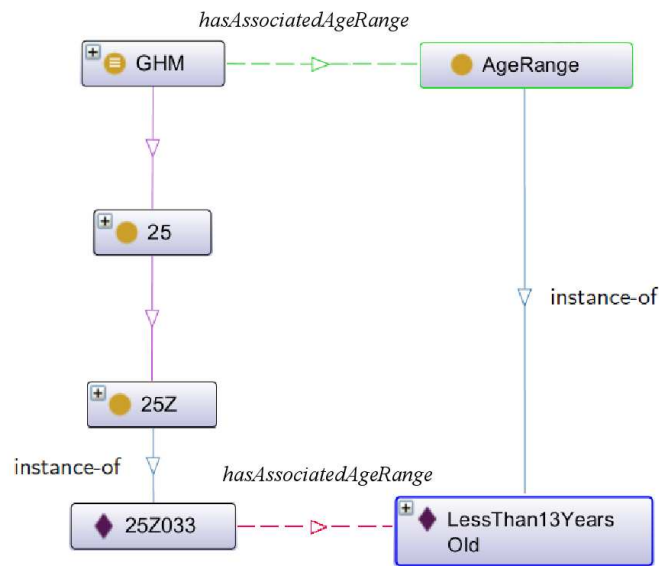 hasAssociatedAgeRange
GHM
AgeRange
25
instance-of
25Z
instance-of
hasAssociatedAgeRange
25Z033
LessThan13Years
Old